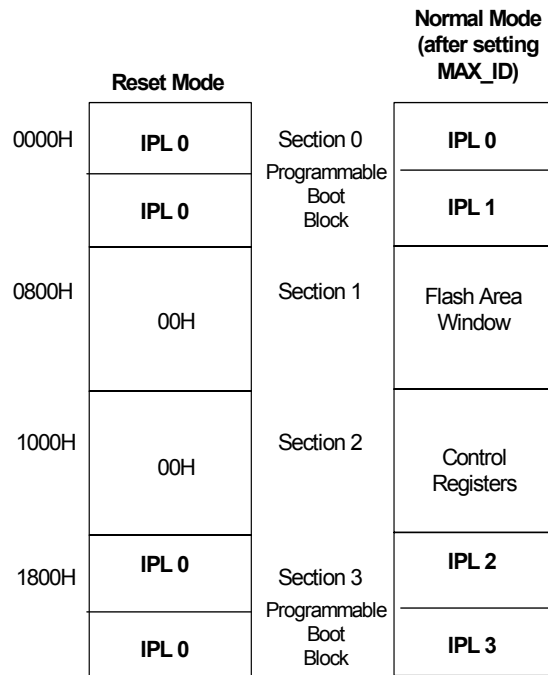 Normal Mode
(after setting
MAX_ID)
Reset Mode
0000H
IPL 0
Section 0
IPL 0
Programmable
Boot
Block
IPL 0
IPL 1
0800H
00H
Section 1
Flash Area
Window
1000H
00H
Section 2
Control
Registers
1800H
IPL 0
Section 3
IPL 2
Programmable
Boot
Block
IPL 0
IPL 3